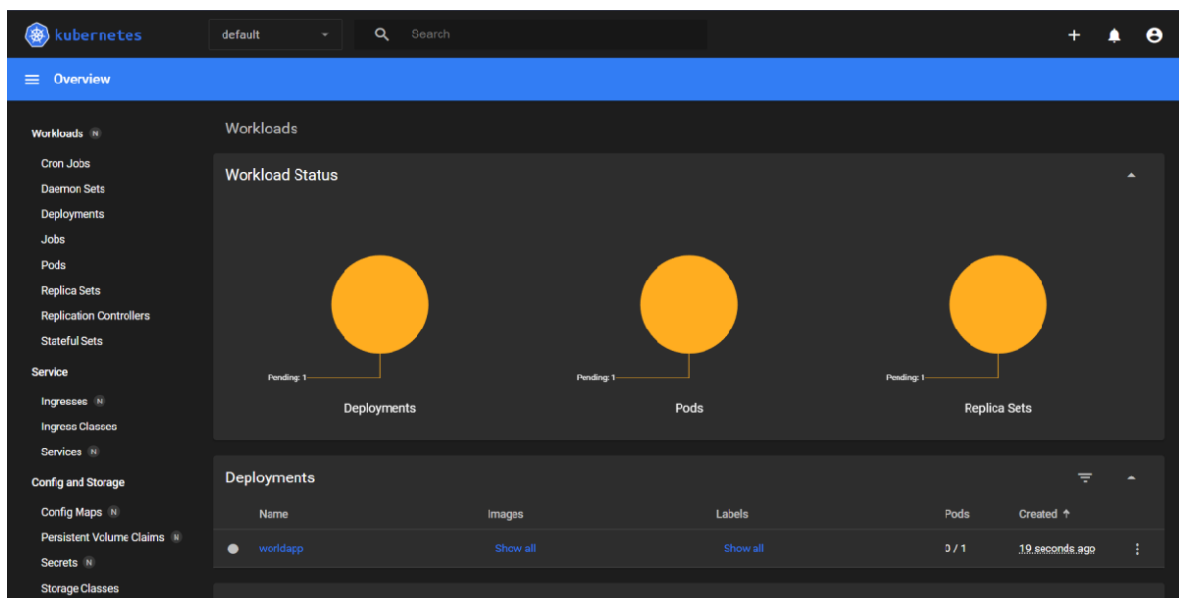 kubernetes
default
Search
Overview
Workloads N
Cron Jobs
Daemon Sets
Deployments
Jobs
Pods
Replica Sets
Replication Controllers
Stateful Sets
Service
Ingresses N
Ingress Classes
Services N
Config and Storage
Config Maps N
Persistent Volume Claims N
Secrets N
Storage Classes
Workloads
Workload Status
Pending: 1
Deployments
Pending: 1
Pods
Pending: 1
Replica Sets
Deployments
Name Images Labels Pods Created ↑
worldapp Show all Show all 0 / 1 19 seconds ago